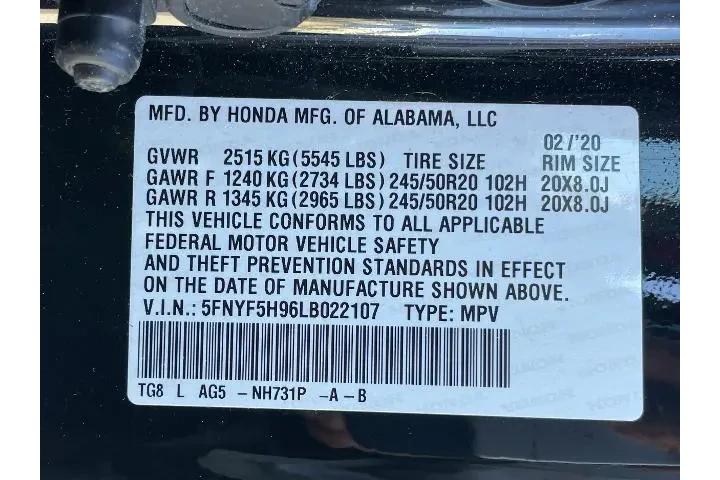 MFD. BY HONDA MFG. OF ALABAMA, LLC
02/'20
GVWR 2515 KG (5545 LBS) TIRE SIZE RIM SIZE
GAWR F 1240 KG (2734 LBS) 245/50R20 102H 20X8.0J
GAWR R 1345 KG (2965 LBS) 245/50R20 102H 20X8.0J
THIS VEHICLE CONFORMS TO ALL APPLICABLE
FEDERAL MOTOR VEHICLE SAFETY
AND THEFT PREVENTION STANDARDS IN EFFECT
ON THE DATE OF MANUFACTURE SHOWN ABOVE.
V.I.N.: 5FNYF5H96LB022107 TYPE: MPV
TG8 L AG5 -NH731P -A-B